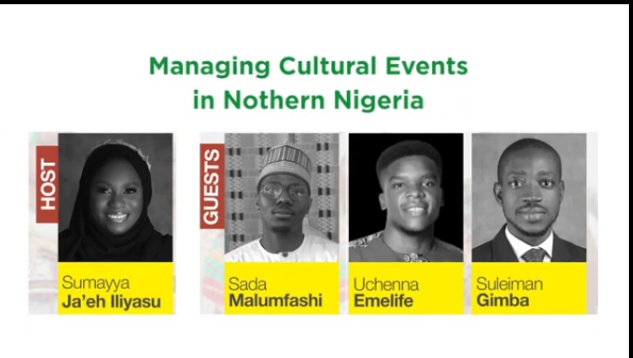 Managing Cultural Events
in Nothern Nigeria
HOST
Sumayya
Ja'eh Iliyasu
GUESTS
Sada
Malumfashi
Uchenna
Emelife
Suleiman
Gimba